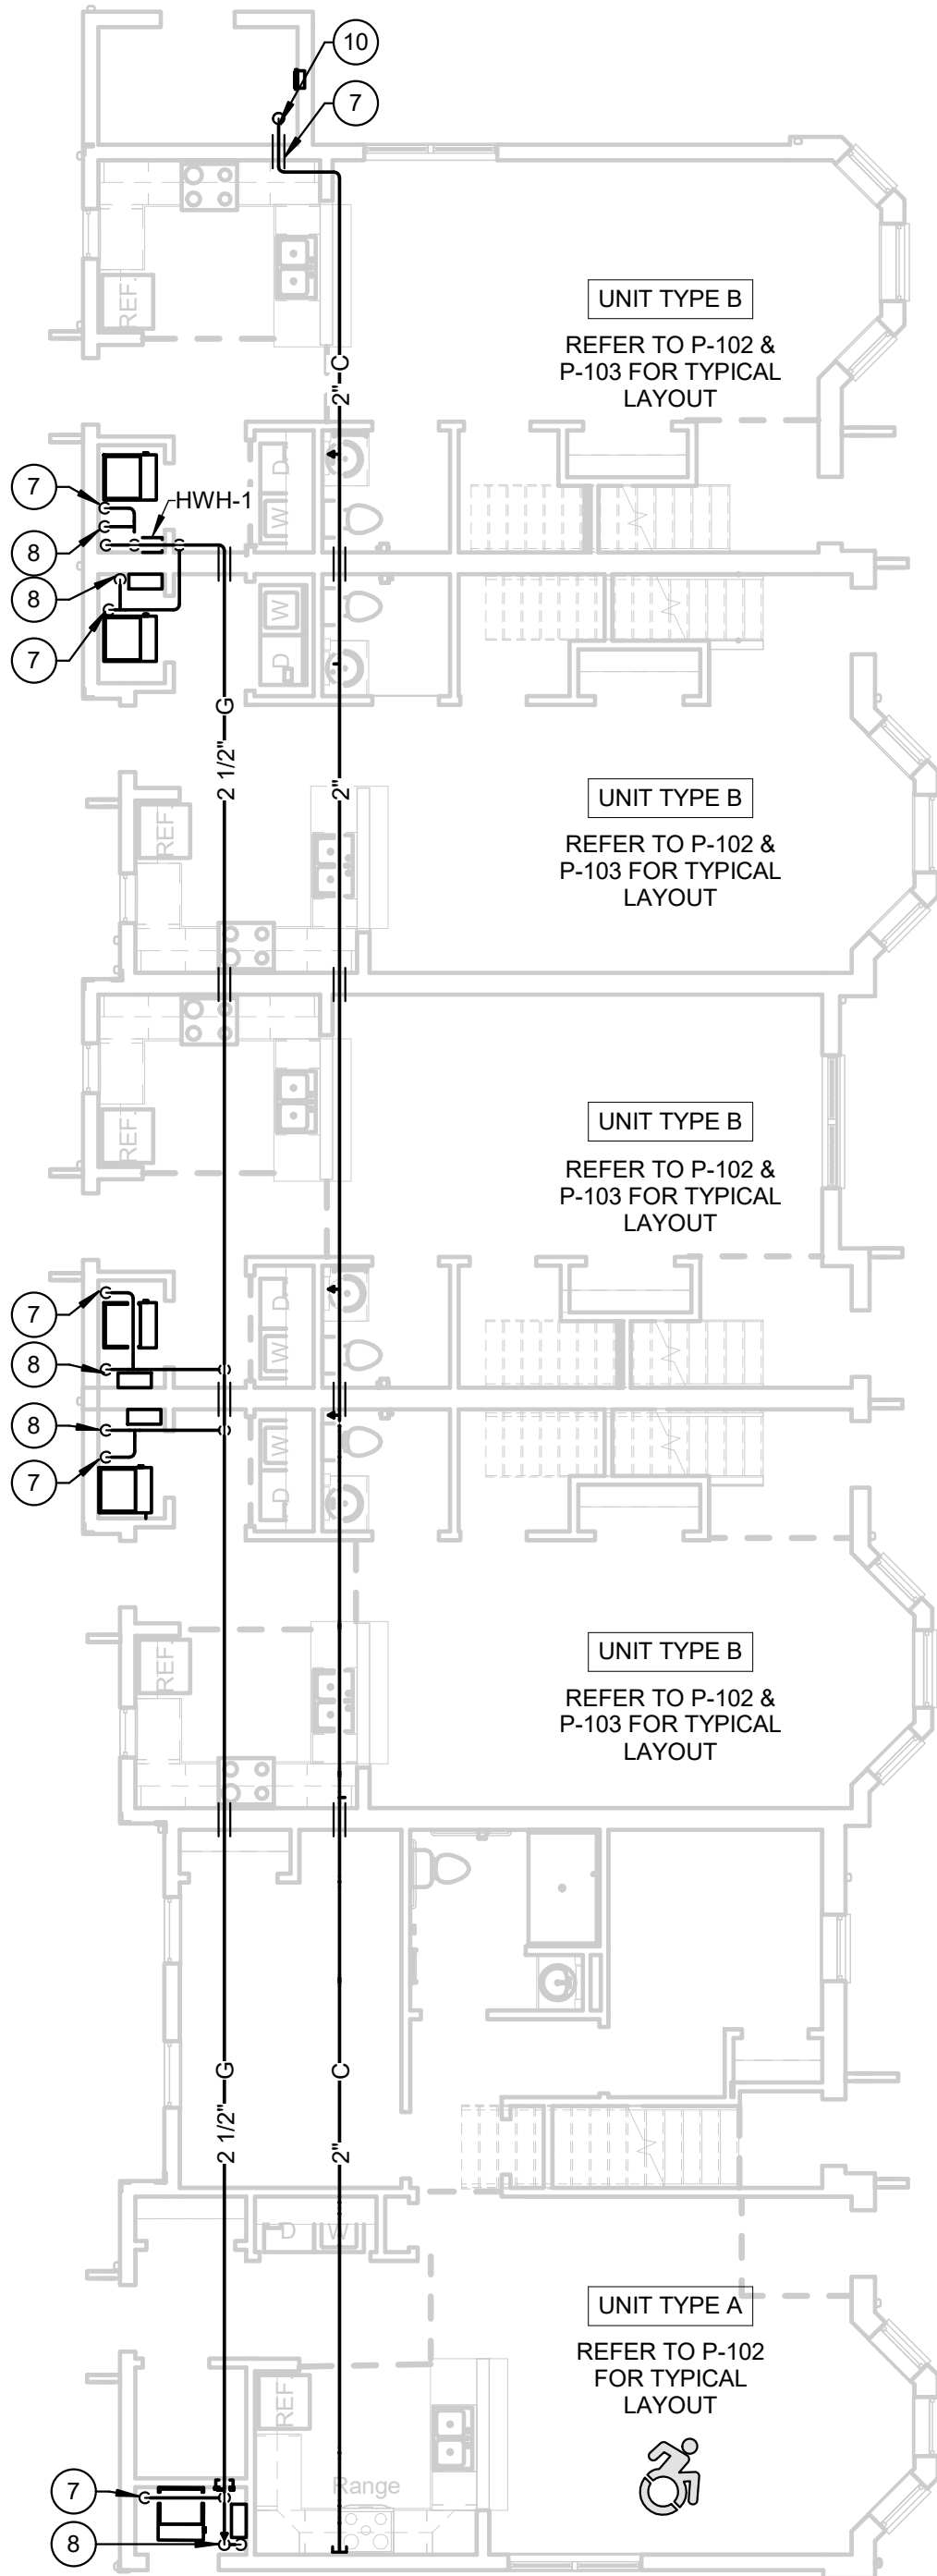 10
7
REF.
UNIT TYPE B
REFER TO P-102 &
P-103 FOR TYPICAL
LAYOUT
2" C
D
W
7
HWH-1
8
8
7
W
D
2 1/2" G
2"
REF.
UNIT TYPE B
REFER TO P-102 &
P-103 FOR TYPICAL
LAYOUT
REF.
UNIT TYPE B
REFER TO P-102 &
P-103 FOR TYPICAL
LAYOUT
7
8
D
W
8
7
W
D
REF.
UNIT TYPE B
REFER TO P-102 &
P-103 FOR TYPICAL
LAYOUT
2 1/2" G
2" C
D
W
UNIT TYPE A
REFER TO P-102
FOR TYPICAL
LAYOUT
REF.
Range
7
8